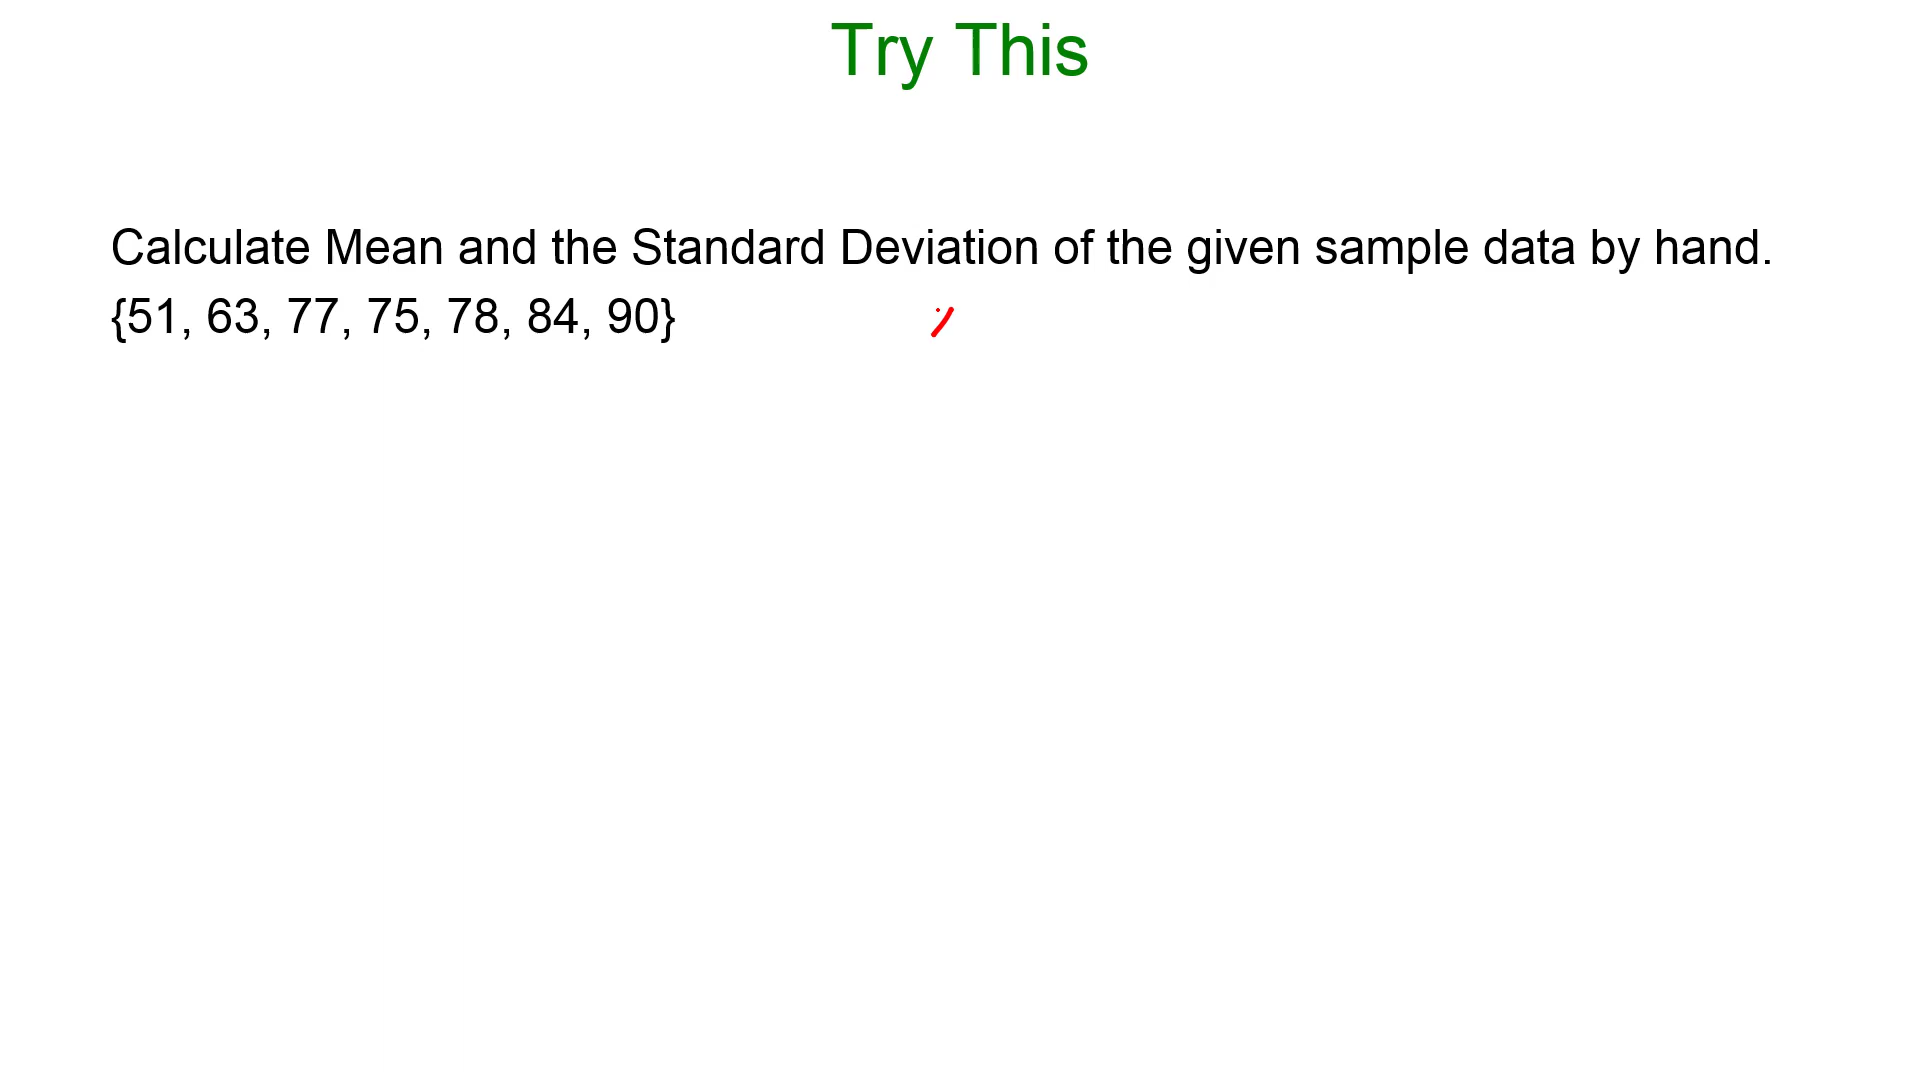 Try This
Calculate Mean and the Standard Deviation of the given sample data by hand.
{51, 63, 77, 75, 78, 84, 90}